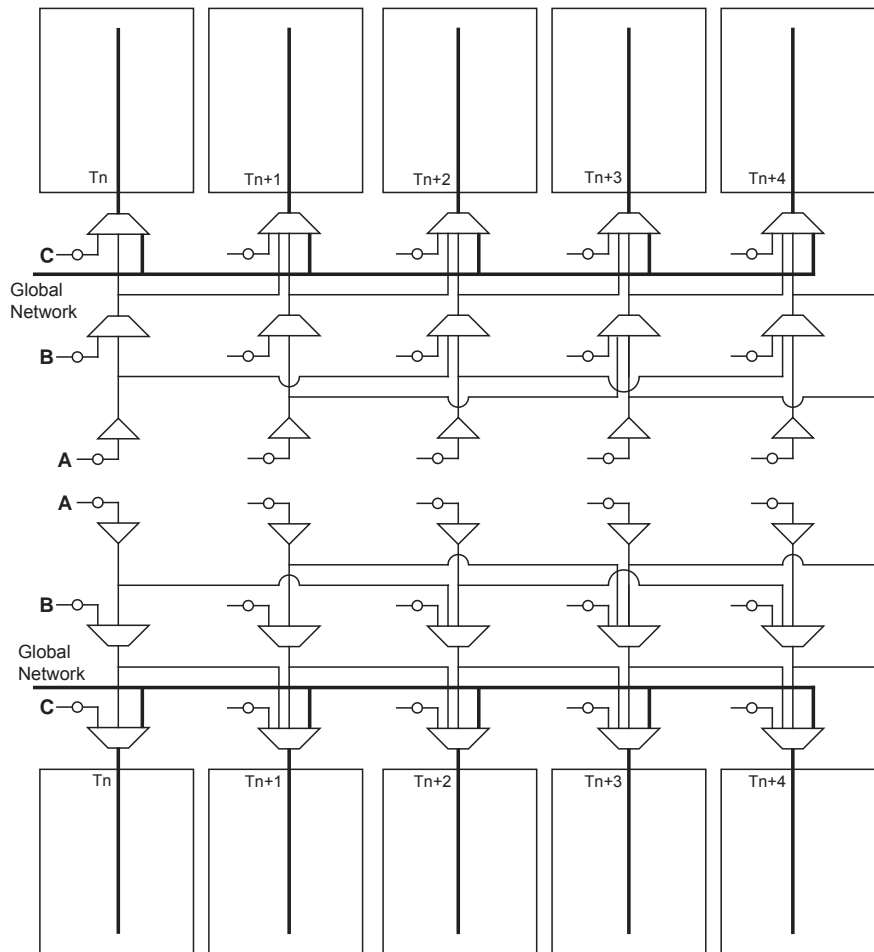 Tn
Tn+1
Tn+2
Tn+3
Tn+4
C
Global
Network
B
A
A
B
Global
Network
C
Tn
Tn+1
Tn+2
Tn+3
Tn+4